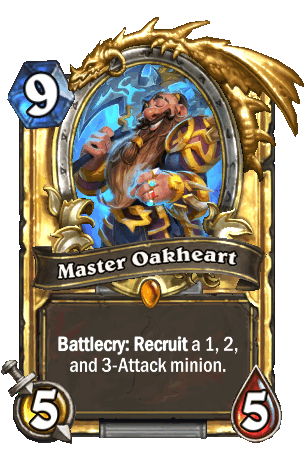 9
Master Oakheart
Battlecry: Recruit a 1, 2,
and 3-Attack minion.
5
5